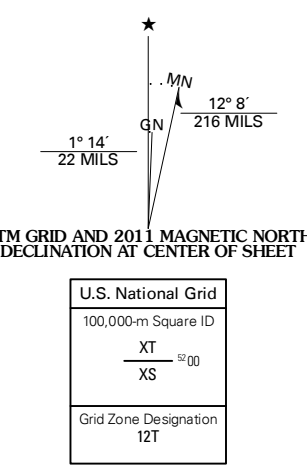 ★
MN
12° 8´
216 MILS
GN
1° 14´
22 MILS
TM GRID AND 2011 MAGNETIC NORTH
DECLINATION AT CENTER OF SHEET
U.S. National Grid
100,000-m Square ID
XT
5200
XS
Grid Zone Designation
12T